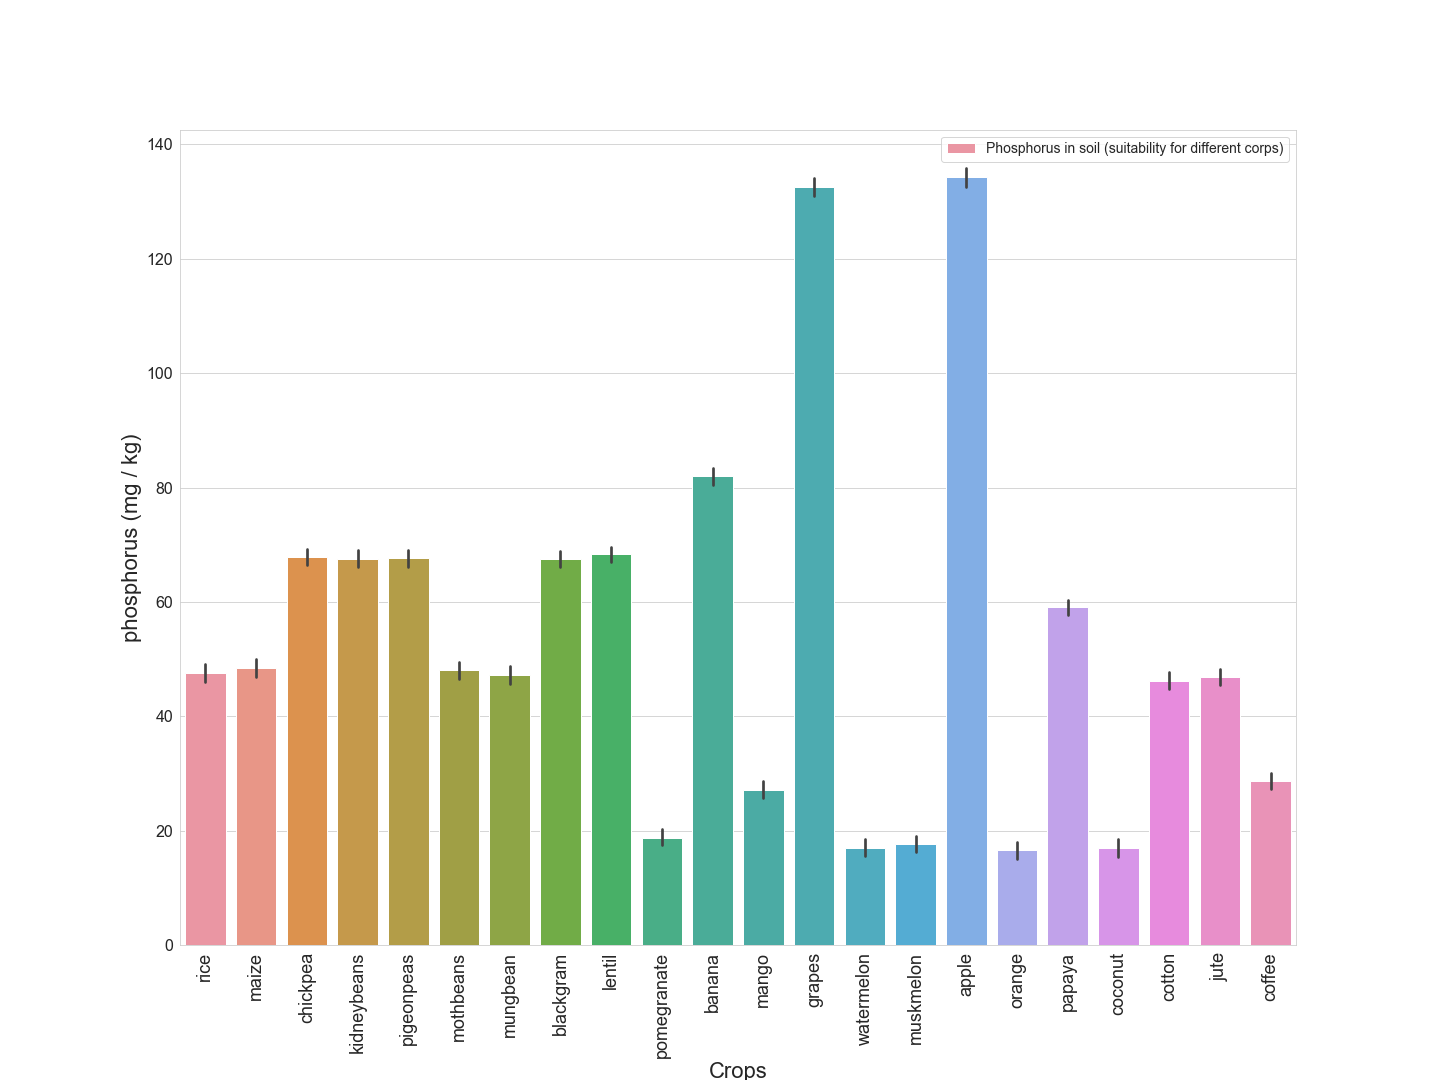 Phosphorus in soil (suitability for different corps)
phosphorus (mg / kg)
140
120
100
80
60
40
20
0
rice
maize
chickpea
kidneybeans
pigeonpeas
mothbeans
mungbean
blackgram
lentil
pomegranate
banana
mango
grapes
watermelon
muskmelon
apple
orange
papaya
coconut
cotton
jute
coffee
Crops